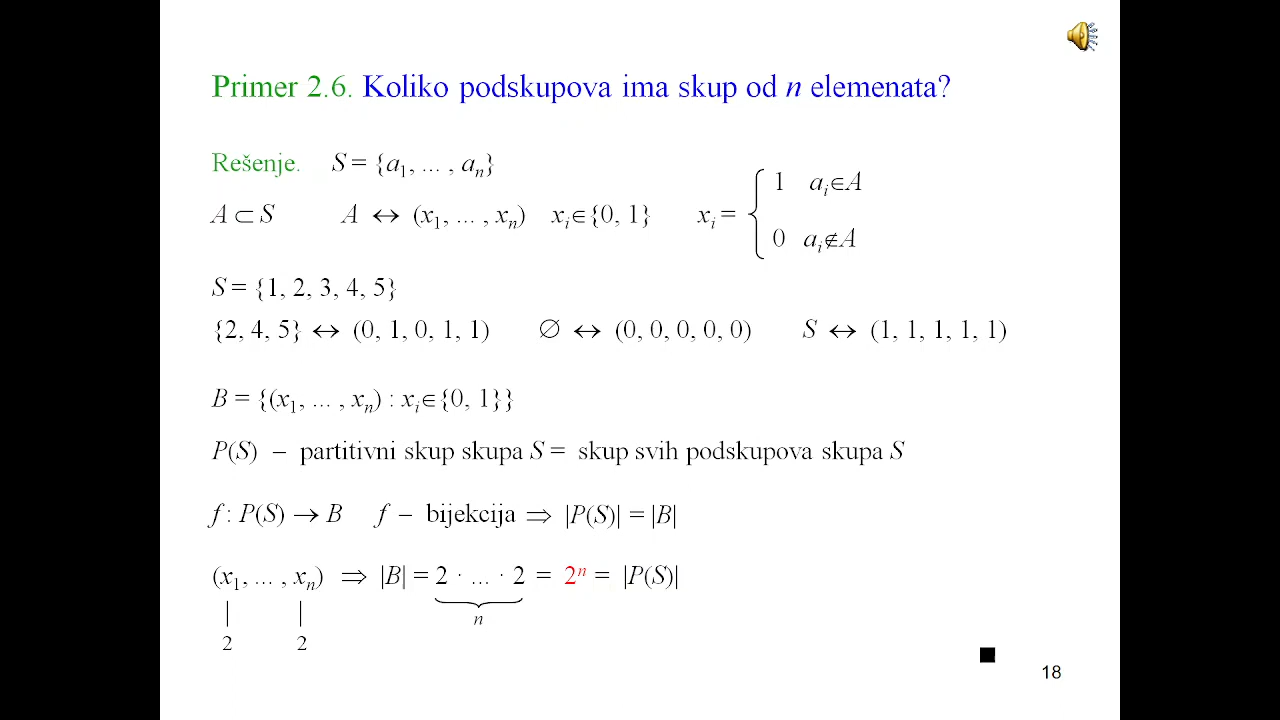 Primer 2.6. Koliko podskupova ima skup od n elemenata?
Rešenje. S = {a₁, ... , aₙ}
A ⊂ S A ↔ (x₁, ... , xₙ) xᵢ∈{0, 1} xᵢ = { 1 aᵢ∈A
0 aᵢ∉A
S = {1, 2, 3, 4, 5}
{2, 4, 5} ↔ (0, 1, 0, 1, 1) ∅ ↔ (0, 0, 0, 0, 0) S ↔ (1, 1, 1, 1, 1)
B = {(x₁, ... , xₙ) : xᵢ∈{0, 1}}
P(S) – partitivni skup skupa S = skup svih podskupova skupa S
f : P(S) → B f – bijekcija ⇒ |P(S)| = |B|
(x₁, ... , xₙ) ⇒ |B| = 2 · ... · 2 = 2ⁿ = |P(S)|
n
2 2
18